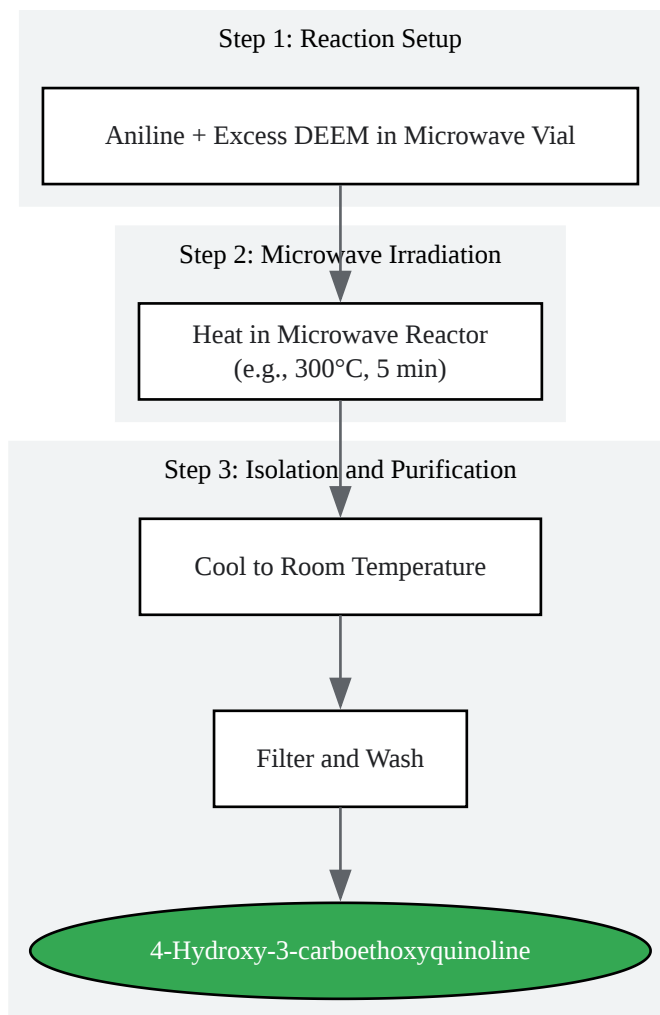 Step 1: Reaction Setup
Aniline + Excess DEEM in Microwave Vial
Step 2: Microwave Irradiation
Heat in Microwave Reactor
(e.g., 300°C, 5 min)
Step 3: Isolation and Purification
Cool to Room Temperature
Filter and Wash
4-Hydroxy-3-carboethoxyquinoline